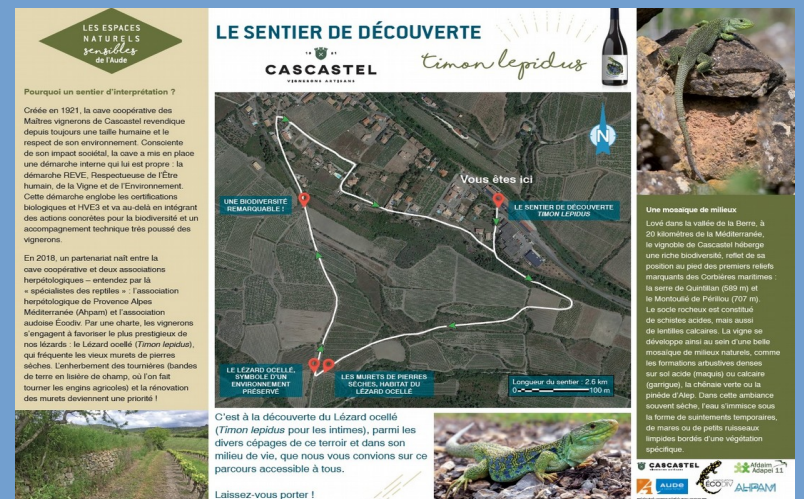 LES ESPACES
NATURELS
sensibles
de l'Aude
LE SENTIER DE DÉCOUVERTE
19 21
CASCASTEL
VIGNERONS ARTISANS
timon lepidus
Pourquoi un sentier d'interprétation ?
Créée en 1921, la cave coopérative des
Maîtres vignerons de Cascastel revendique
depuis toujours une taille humaine et le
respect de son environnement. Consciente
de son impact sociétal, la cave a mis en place
une démarche interne qui lui est propre : la
démarche REVE, Respectueuse de l'Être
humain, de la Vigne et de l'Environnement.
Cette démarche englobe les certifications
biologiques et HVE3 et va au-delà en intégrant
des actions concrètes pour la biodiversité et un
accompagnement technique très poussé des
vignerons.
En 2018, un partenariat naît entre la
cave coopérative et deux associations
herpétologiques – entendez par là
« spécialistes des reptiles » : l'association
herpétologique de Provence Alpes
Méditerranée (Ahpam) et l'association
audoise Écodiv. Par une charte, les vignerons
s'engagent à favoriser le plus prestigieux de
nos lézards : le Lézard ocellé (Timon lepidus),
qui fréquente les vieux murets de pierres
sèches. L'enherbement des tournières (bandes
de terre en lisière de champ, où l'on fait
tourner les engins agricoles) et la rénovation
des murets deviennent une priorité !
N
Vous êtes ici
UNE BIODIVERSITÉ
REMARQUABLE !
LE SENTIER DE DÉCOUVERTE
TIMON LEPIDUS
LE LÉZARD OCELLÉ,
SYMBOLE D'UN
ENVIRONNEMENT
PRÉSERVÉ
LES MURETS DE PIERRES
SÈCHES, HABITAT DU
LÉZARD OCELLÉ
Longueur du sentier : 2.6 km
0 100 m
C'est à la découverte du Lézard ocellé
(Timon lepidus pour les intimes), parmi les
divers cépages de ce terroir et dans son
milieu de vie, que nous vous convions sur ce
parcours accessible à tous.
Laissez-vous porter !
Une mosaïque de milieux
Lové dans la vallée de la Berre, à
20 kilomètres de la Méditerranée,
le vignoble de Cascastel héberge
une riche biodiversité, reflet de sa
position au pied des premiers reliefs
marquants des Corbières maritimes :
la serre de Quintillan (589 m) et
le Montoulié de Périllou (707 m).
Le socle rocheux est constitué
de schistes acides, mais aussi
de lentilles calcaires. La vigne se
développe ainsi au sein d'une belle
mosaïque de milieux naturels, comme
les formations arbustives denses
sur sol acide (maquis) ou calcaire
(garrigue), la chênaie verte ou la
pinède d'Alep. Dans cette ambiance
souvent sèche, l'eau s'immisce sous
la forme de suintements temporaires,
de mares ou de petits ruisseaux
limpides bordés d'une végétation
spécifique.
CASCASTEL
Afdaim
Adapei 11
AUDE
ÉCODIV
AHPAM